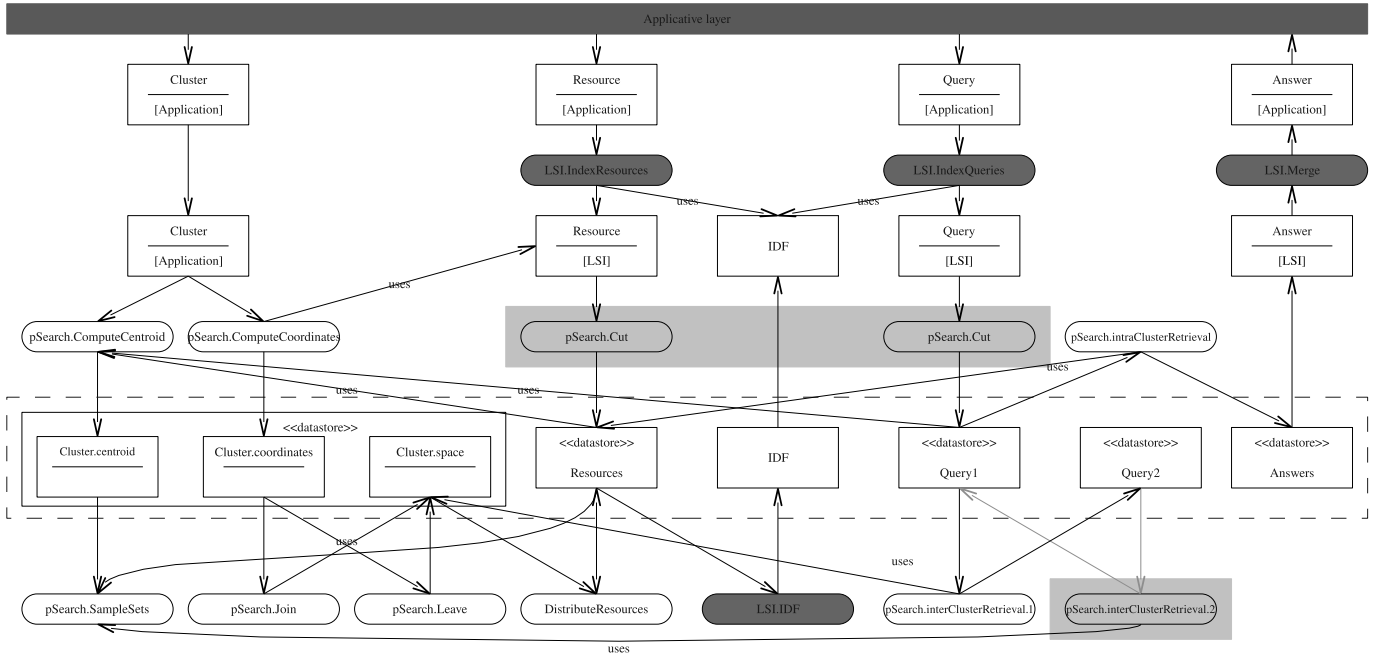 Applicative layer
Cluster
[Application]
Resource
[Application]
Query
[Application]
Answer
[Application]
LSI.IndexResources
LSI.IndexQueries
LSI.Merge
uses
uses
Cluster
[Application]
Resource
[LSI]
IDF
Query
[LSI]
Answer
[LSI]
uses
pSearch.ComputeCentroid
pSearch.ComputeCoordinates
pSearch.Cut
pSearch.Cut
pSearch.intraClusterRetrieval
uses
uses
uses
<<datastore>>
Cluster.centroid
Cluster.coordinates
Cluster.space
<<datastore>>
Resources
IDF
<<datastore>>
Query1
<<datastore>>
Query2
<<datastore>>
Answers
uses
uses
pSearch.SampleSets
pSearch.Join
pSearch.Leave
DistributeResources
LSI.IDF
pSearch.interClusterRetrieval.1
pSearch.interClusterRetrieval.2
uses